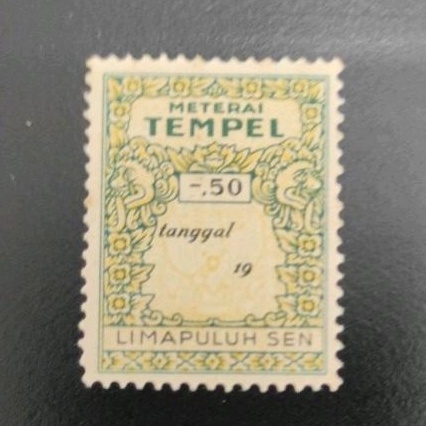 METERAI
TEMPEL
-.50
tanggal
19
LIMAPULUH SEN